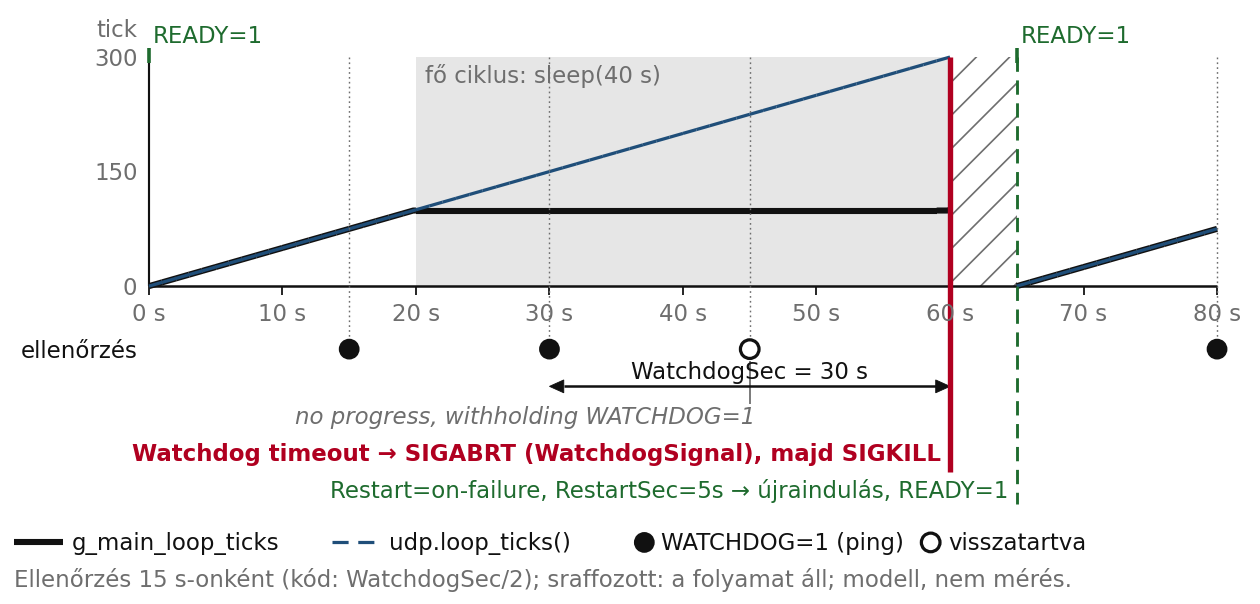 tick
READY=1
READY=1
300
fő ciklus: sleep(40 s)
150
0
0 s
10 s
20 s
30 s
40 s
50 s
60 s
70 s
80 s
ellenőrzés
WatchdogSec = 30 s
no progress, withholding WATCHDOG=1
Watchdog timeout → SIGABRT (WatchdogSignal), majd SIGKILL
Restart=on-failure, RestartSec=5s → újraindulás, READY=1
g_main_loop_ticks
udp.loop_ticks()
WATCHDOG=1 (ping)
visszatartva
Ellenőrzés 15 s-onként (kód: WatchdogSec/2); sraffozott: a folyamat áll; modell, nem mérés.